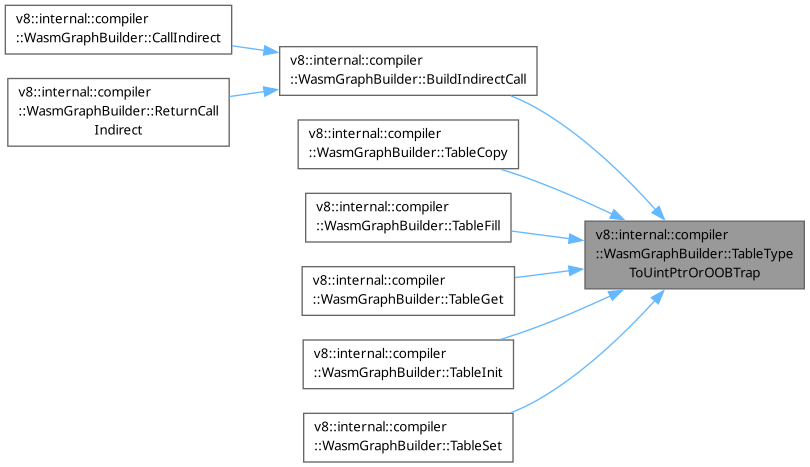 v8::internal::compiler
::WasmGraphBuilder::CallIndirect
v8::internal::compiler
::WasmGraphBuilder::ReturnCall
Indirect
v8::internal::compiler
::WasmGraphBuilder::BuildIndirectCall
v8::internal::compiler
::WasmGraphBuilder::TableCopy
v8::internal::compiler
::WasmGraphBuilder::TableFill
v8::internal::compiler
::WasmGraphBuilder::TableGet
v8::internal::compiler
::WasmGraphBuilder::TableInit
v8::internal::compiler
::WasmGraphBuilder::TableSet
v8::internal::compiler
::WasmGraphBuilder::TableType
ToUintPtrOrOOBTrap